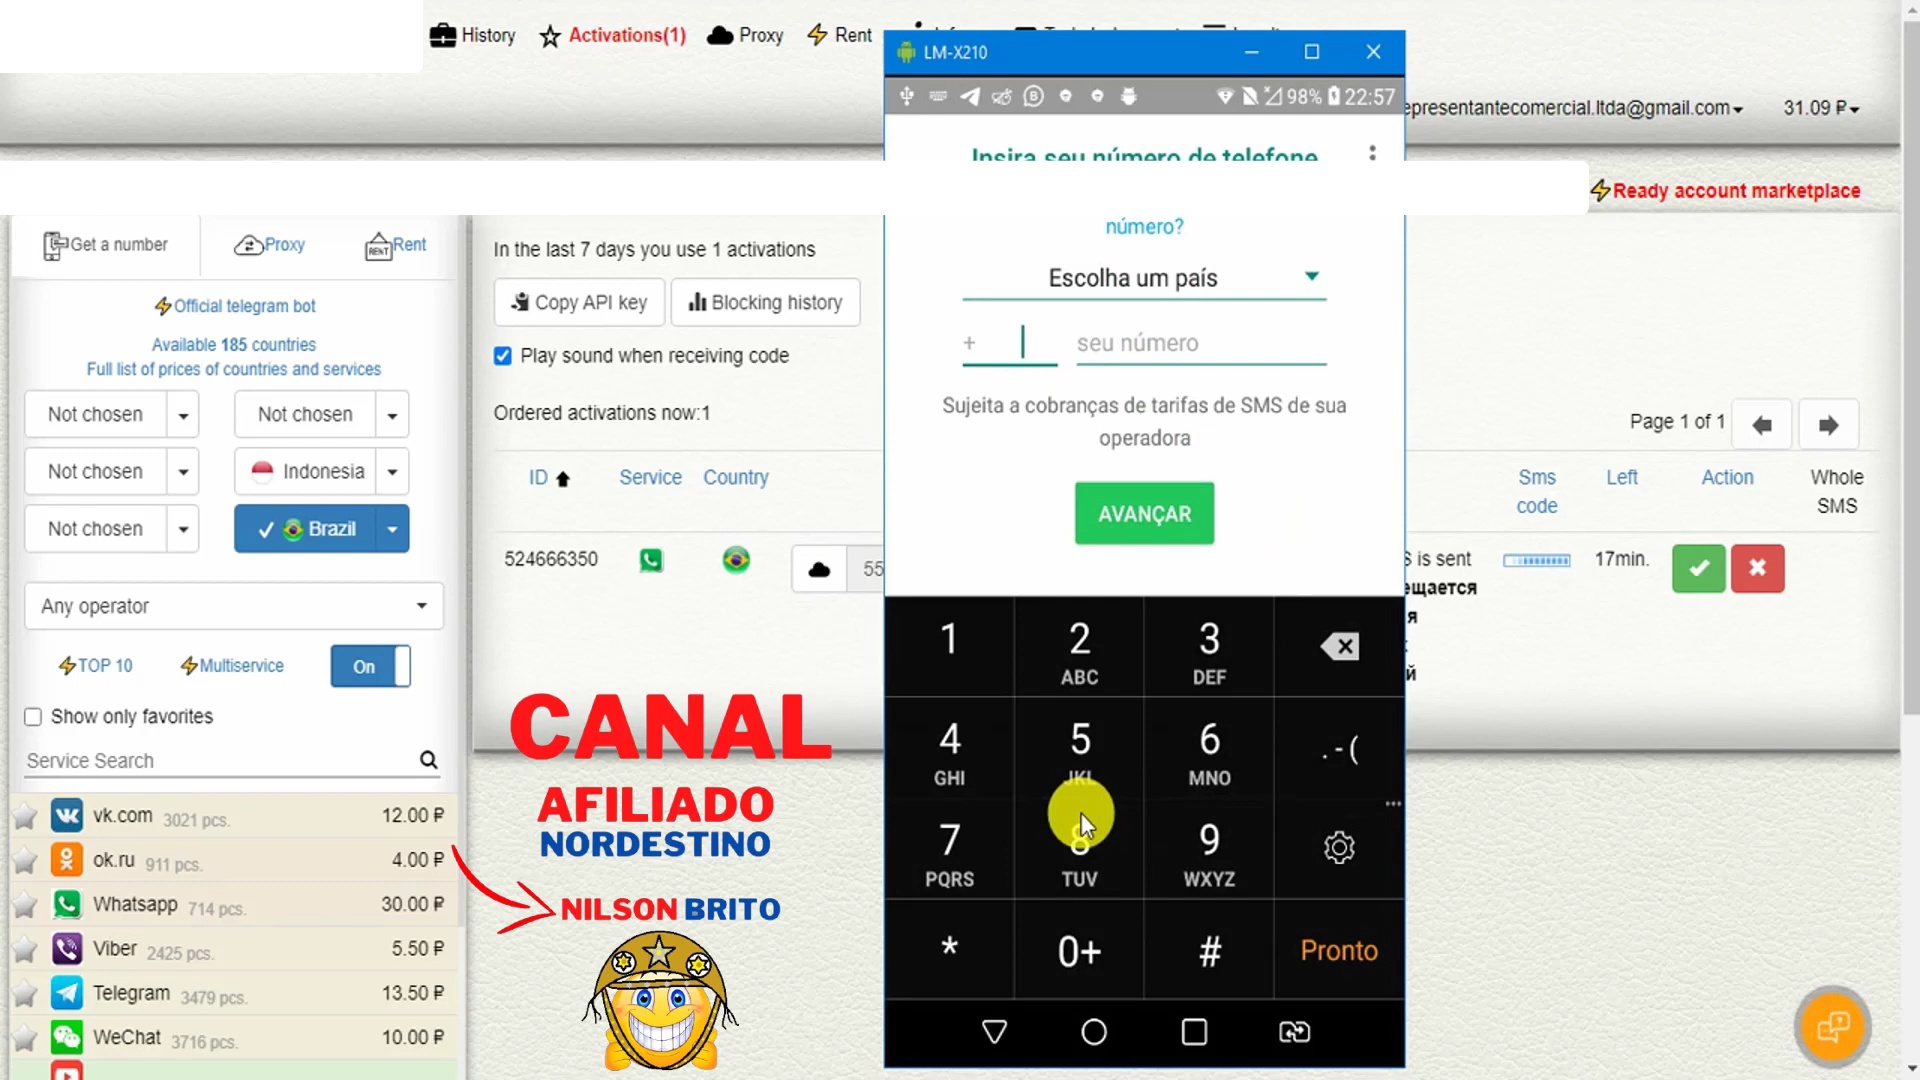 History
Activations(1)
Proxy
Rent
LM-X210
98%
22:57
epresentantecomercial.ltda@gmail.com
31.09 ₽
Insira seu número de telefone
Ready account marketplace
Get a number
Proxy
Rent
RENT
Official telegram bot
Available 185 countries
Full list of prices of countries and services
Not chosen
Not chosen
Not chosen
Indonesia
Not chosen
Brazil
Any operator
TOP 10
Multiservice
On
Show only favorites
Service Search
vk.com 3021 pcs. 12.00 ₽
ok.ru 911 pcs. 4.00 ₽
Whatsapp 714 pcs. 30.00 ₽
Viber 2425 pcs. 5.50 ₽
Telegram 3479 pcs. 13.50 ₽
WeChat 3716 pcs. 10.00 ₽
In the last 7 days you use 1 activations
Copy API key
Blocking history
Play sound when receiving code
Ordered activations now:1
ID
Service
Country
524666350
55
CANAL
AFILIADO
NORDESTINO
NILSON BRITO
número?
Escolha um país
+
seu número
Sujeita a cobranças de tarifas de SMS de sua
operadora
AVANÇAR
1
2
ABC
3
DEF
4
GHI
5
JKL
6
MNO
. - (
7
PQRS
8
TUV
9
WXYZ
*
0+
#
Pronto
Page 1 of 1
Sms
code
Left
Action
Whole
SMS
S is sent
17min.
ещается
я
й